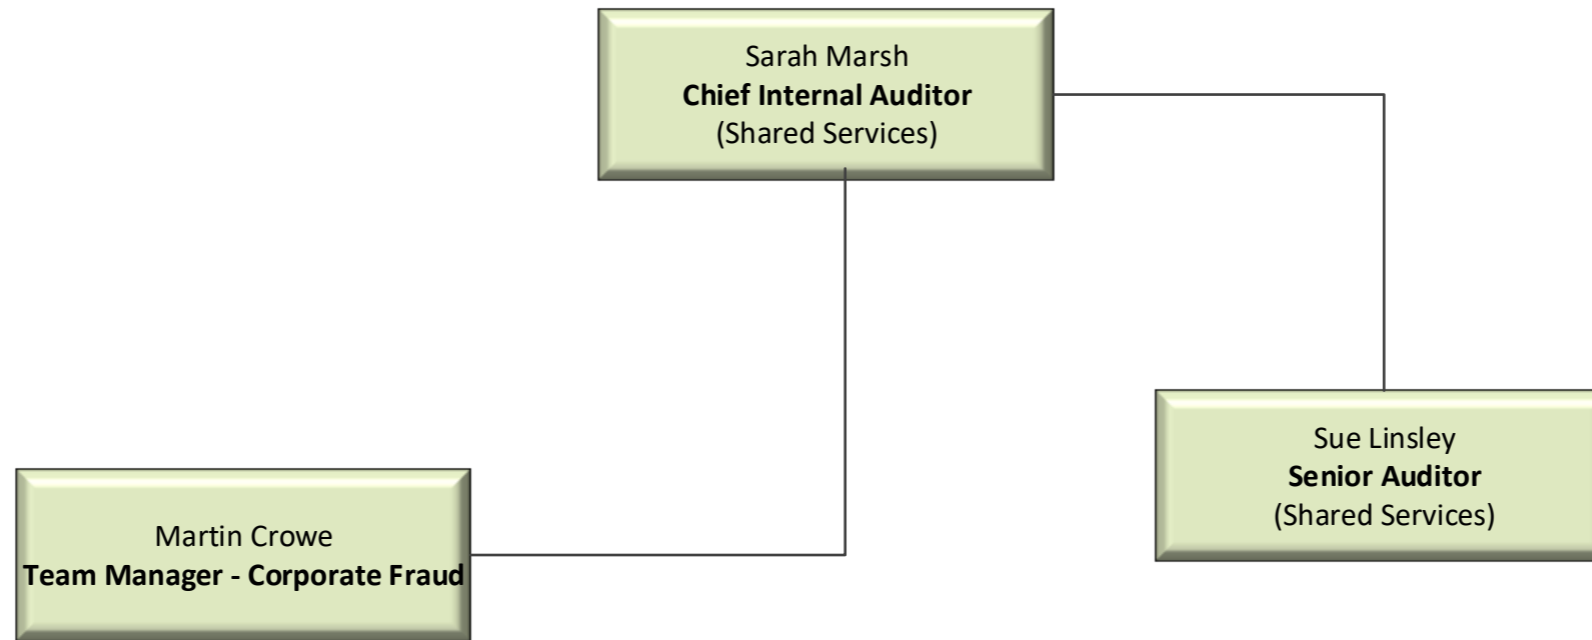 Sarah Marsh
Chief Internal Auditor
(Shared Services)
Sue Linsley
Senior Auditor
(Shared Services)
Martin Crowe
Team Manager - Corporate Fraud